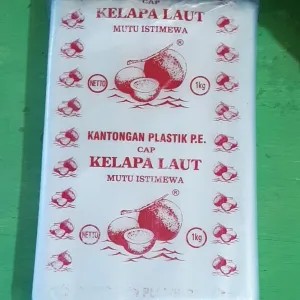 CAP
KELAPA LAUT
MUTU ISTIMEWA
®
NETTO
1kg
KANTONGAN PLASTIK P.E.
CAP
KELAPA LAUT
MUTU ISTIMEWA
®
NETTO
1kg